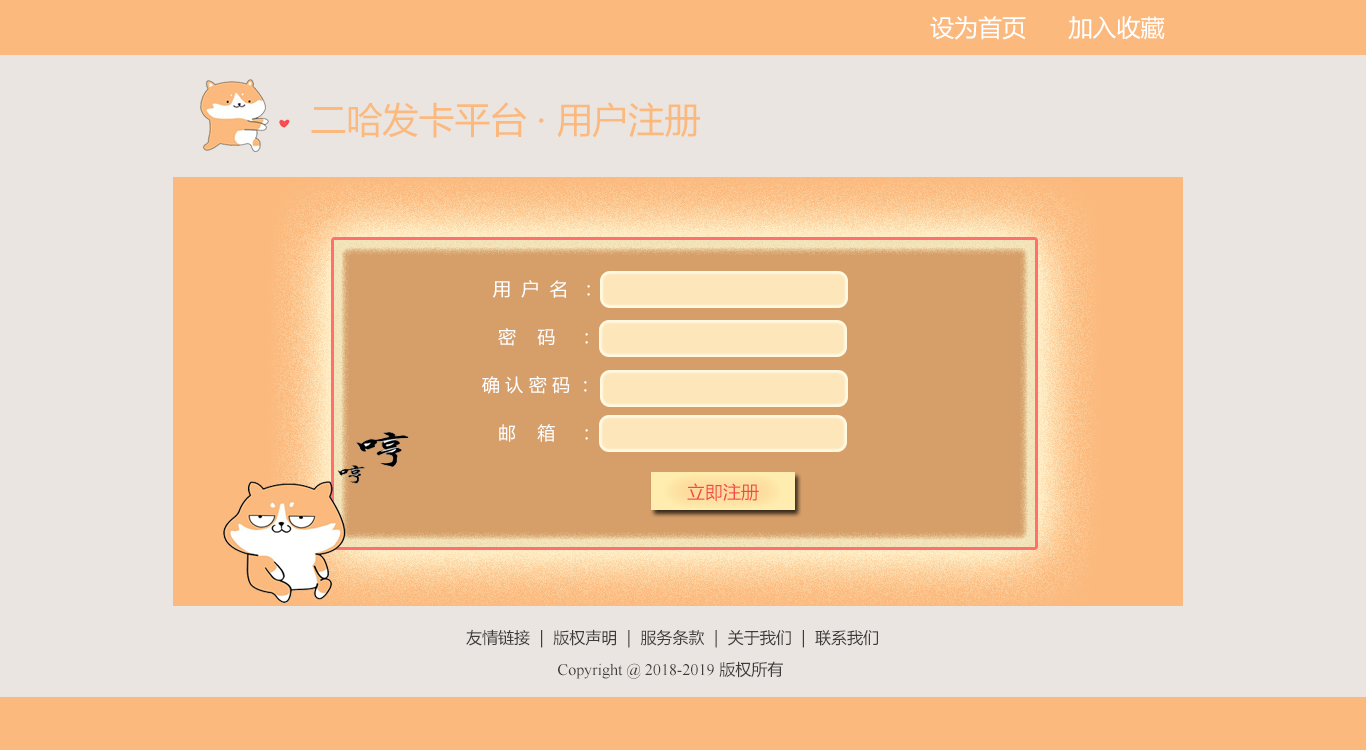 设为首页 加入收藏
二哈发卡平台 · 用户注册
用户名 :
密码 :
确认密码 :
邮箱 :
哼
哼
立即注册
友情链接 | 版权声明 | 服务条款 | 关于我们 | 联系我们
Copyright @ 2018-2019 版权所有